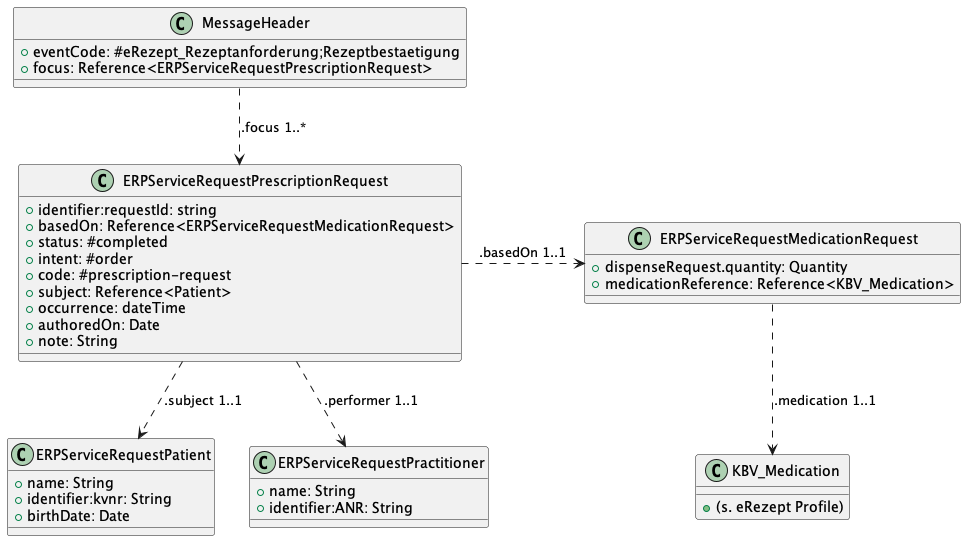 C MessageHeader
eventCode: #eRezept_Rezeptanforderung;Rezeptbestaetigung
focus: Reference<ERPServiceRequestPrescriptionRequest>
.focus 1..*
C ERPServiceRequestPrescriptionRequest
identifier:requestId: string
basedOn: Reference<ERPServiceRequestMedicationRequest>
status: #completed
intent: #order
code: #prescription-request
subject: Reference<Patient>
occurrence: dateTime
authoredOn: Date
note: String
.basedOn 1..1
C ERPServiceRequestMedicationRequest
dispenseRequest.quantity: Quantity
medicationReference: Reference<KBV_Medication>
.subject 1..1
.performer 1..1
.medication 1..1
C ERPServiceRequestPatient
name: String
identifier:kvnr: String
birthDate: Date
C ERPServiceRequestPractitioner
name: String
identifier:ANR: String
C KBV_Medication
(s. eRezept Profile)